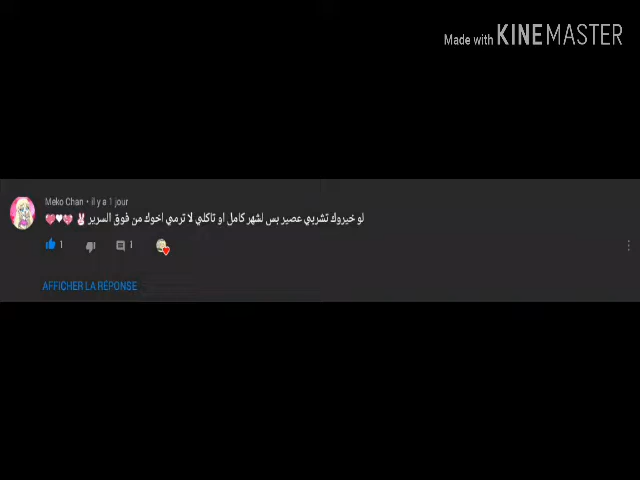 Made with KINEMASTER
Meko Chan • il y a 1 jour
لو خيروك تشربي عصير بس لشهر كامل او تاكلي لا ترمي اخوك من فوق السرير ✌💖♥💖
1 1
AFFICHER LA RÉPONSE